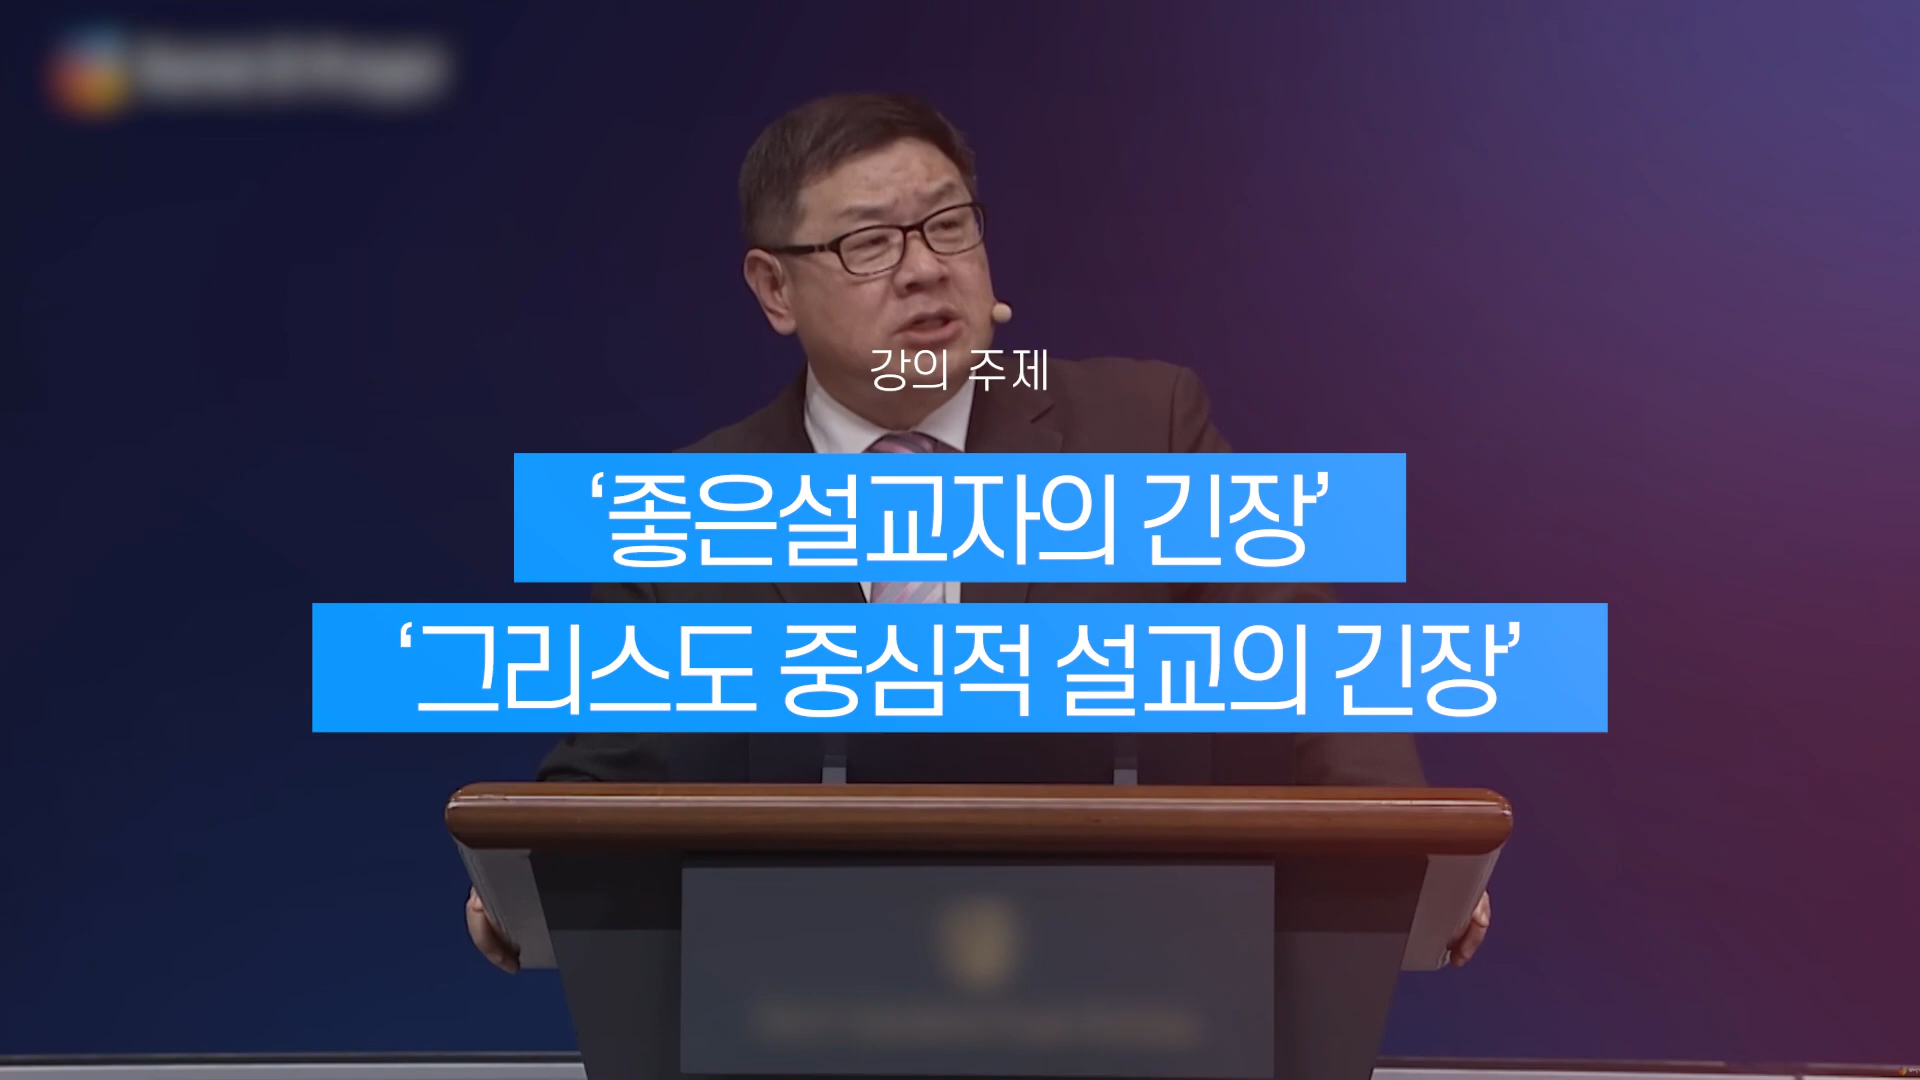 강의 주제
‘좋은설교자의 긴장’
‘그리스도 중심적 설교의 긴장’